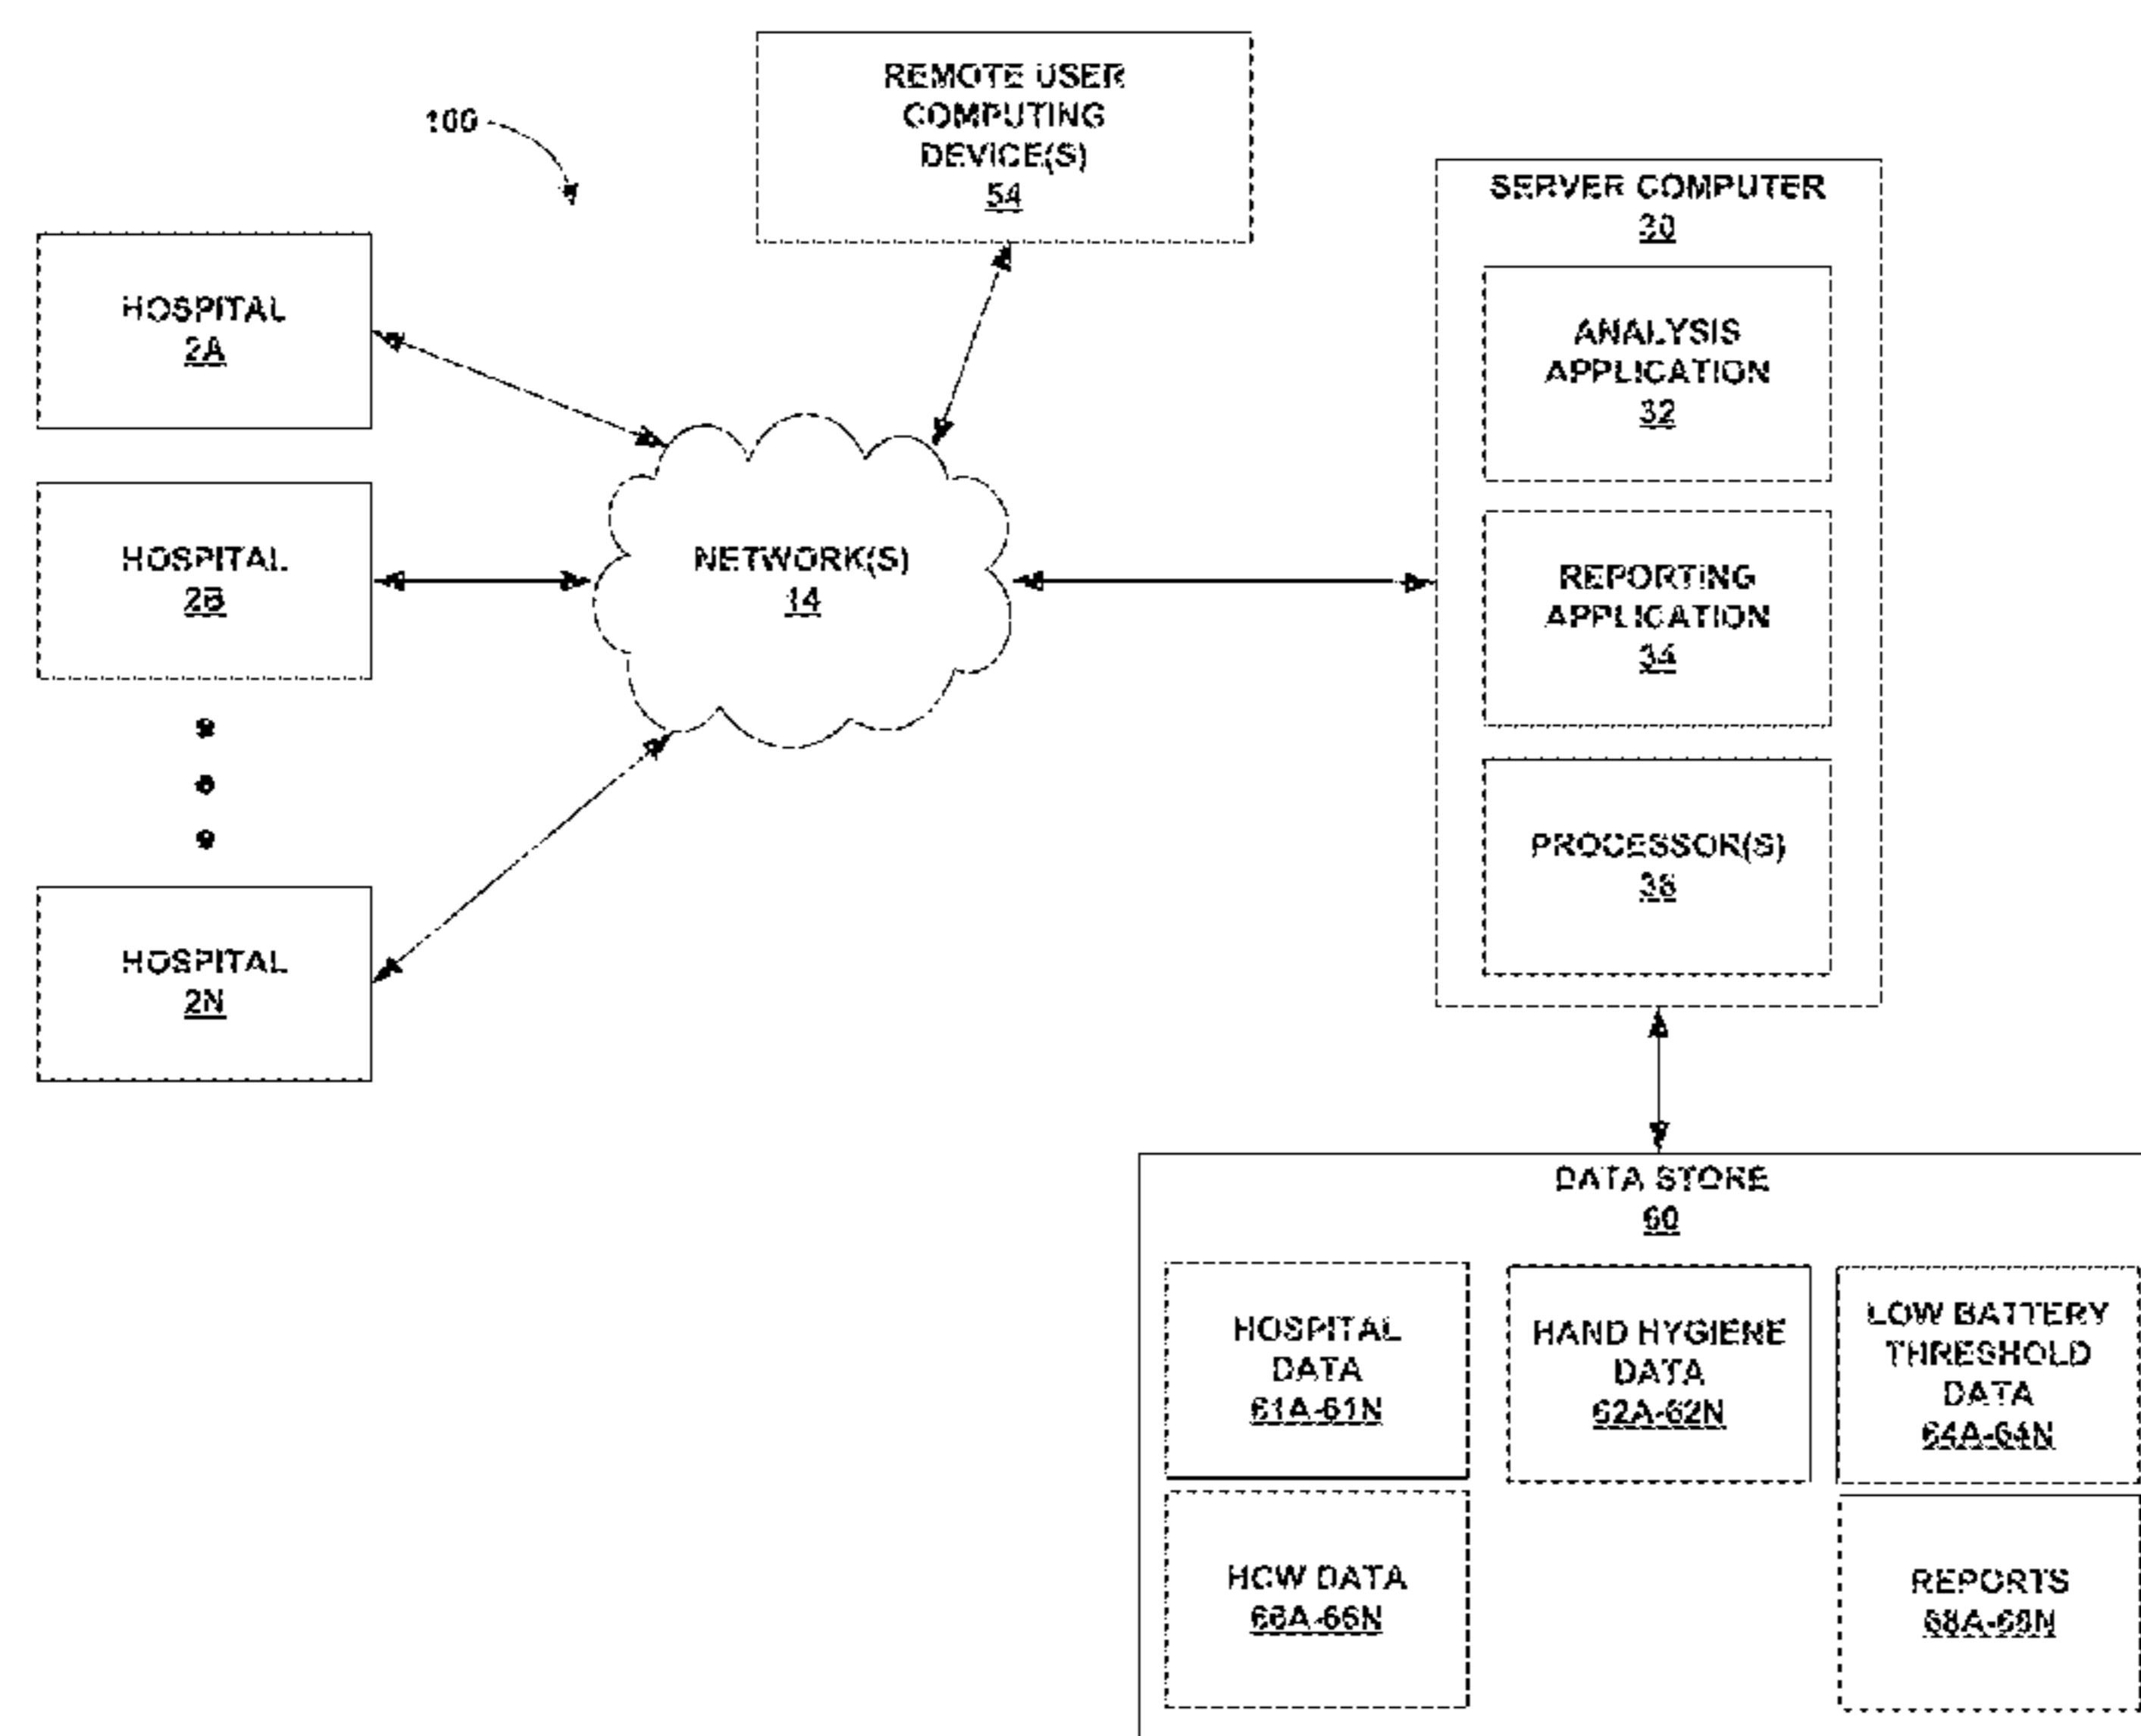 100
REMOTE USER
COMPUTING
DEVICE(S)
54
HOSPITAL
2A
HOSPITAL
2B
HOSPITAL
2N
NETWORK(S)
14
SERVER COMPUTER
30
ANALYSIS
APPLICATION
32
REPORTING
APPLICATION
34
PROCESSOR(S)
36
DATA STORE
60
HOSPITAL
DATA
61A-61N
HAND HYGIENE
DATA
62A-62N
LOW BATTERY
THRESHOLD
DATA
64A-64N
HCW DATA
66A-66N
REPORTS
68A-68N